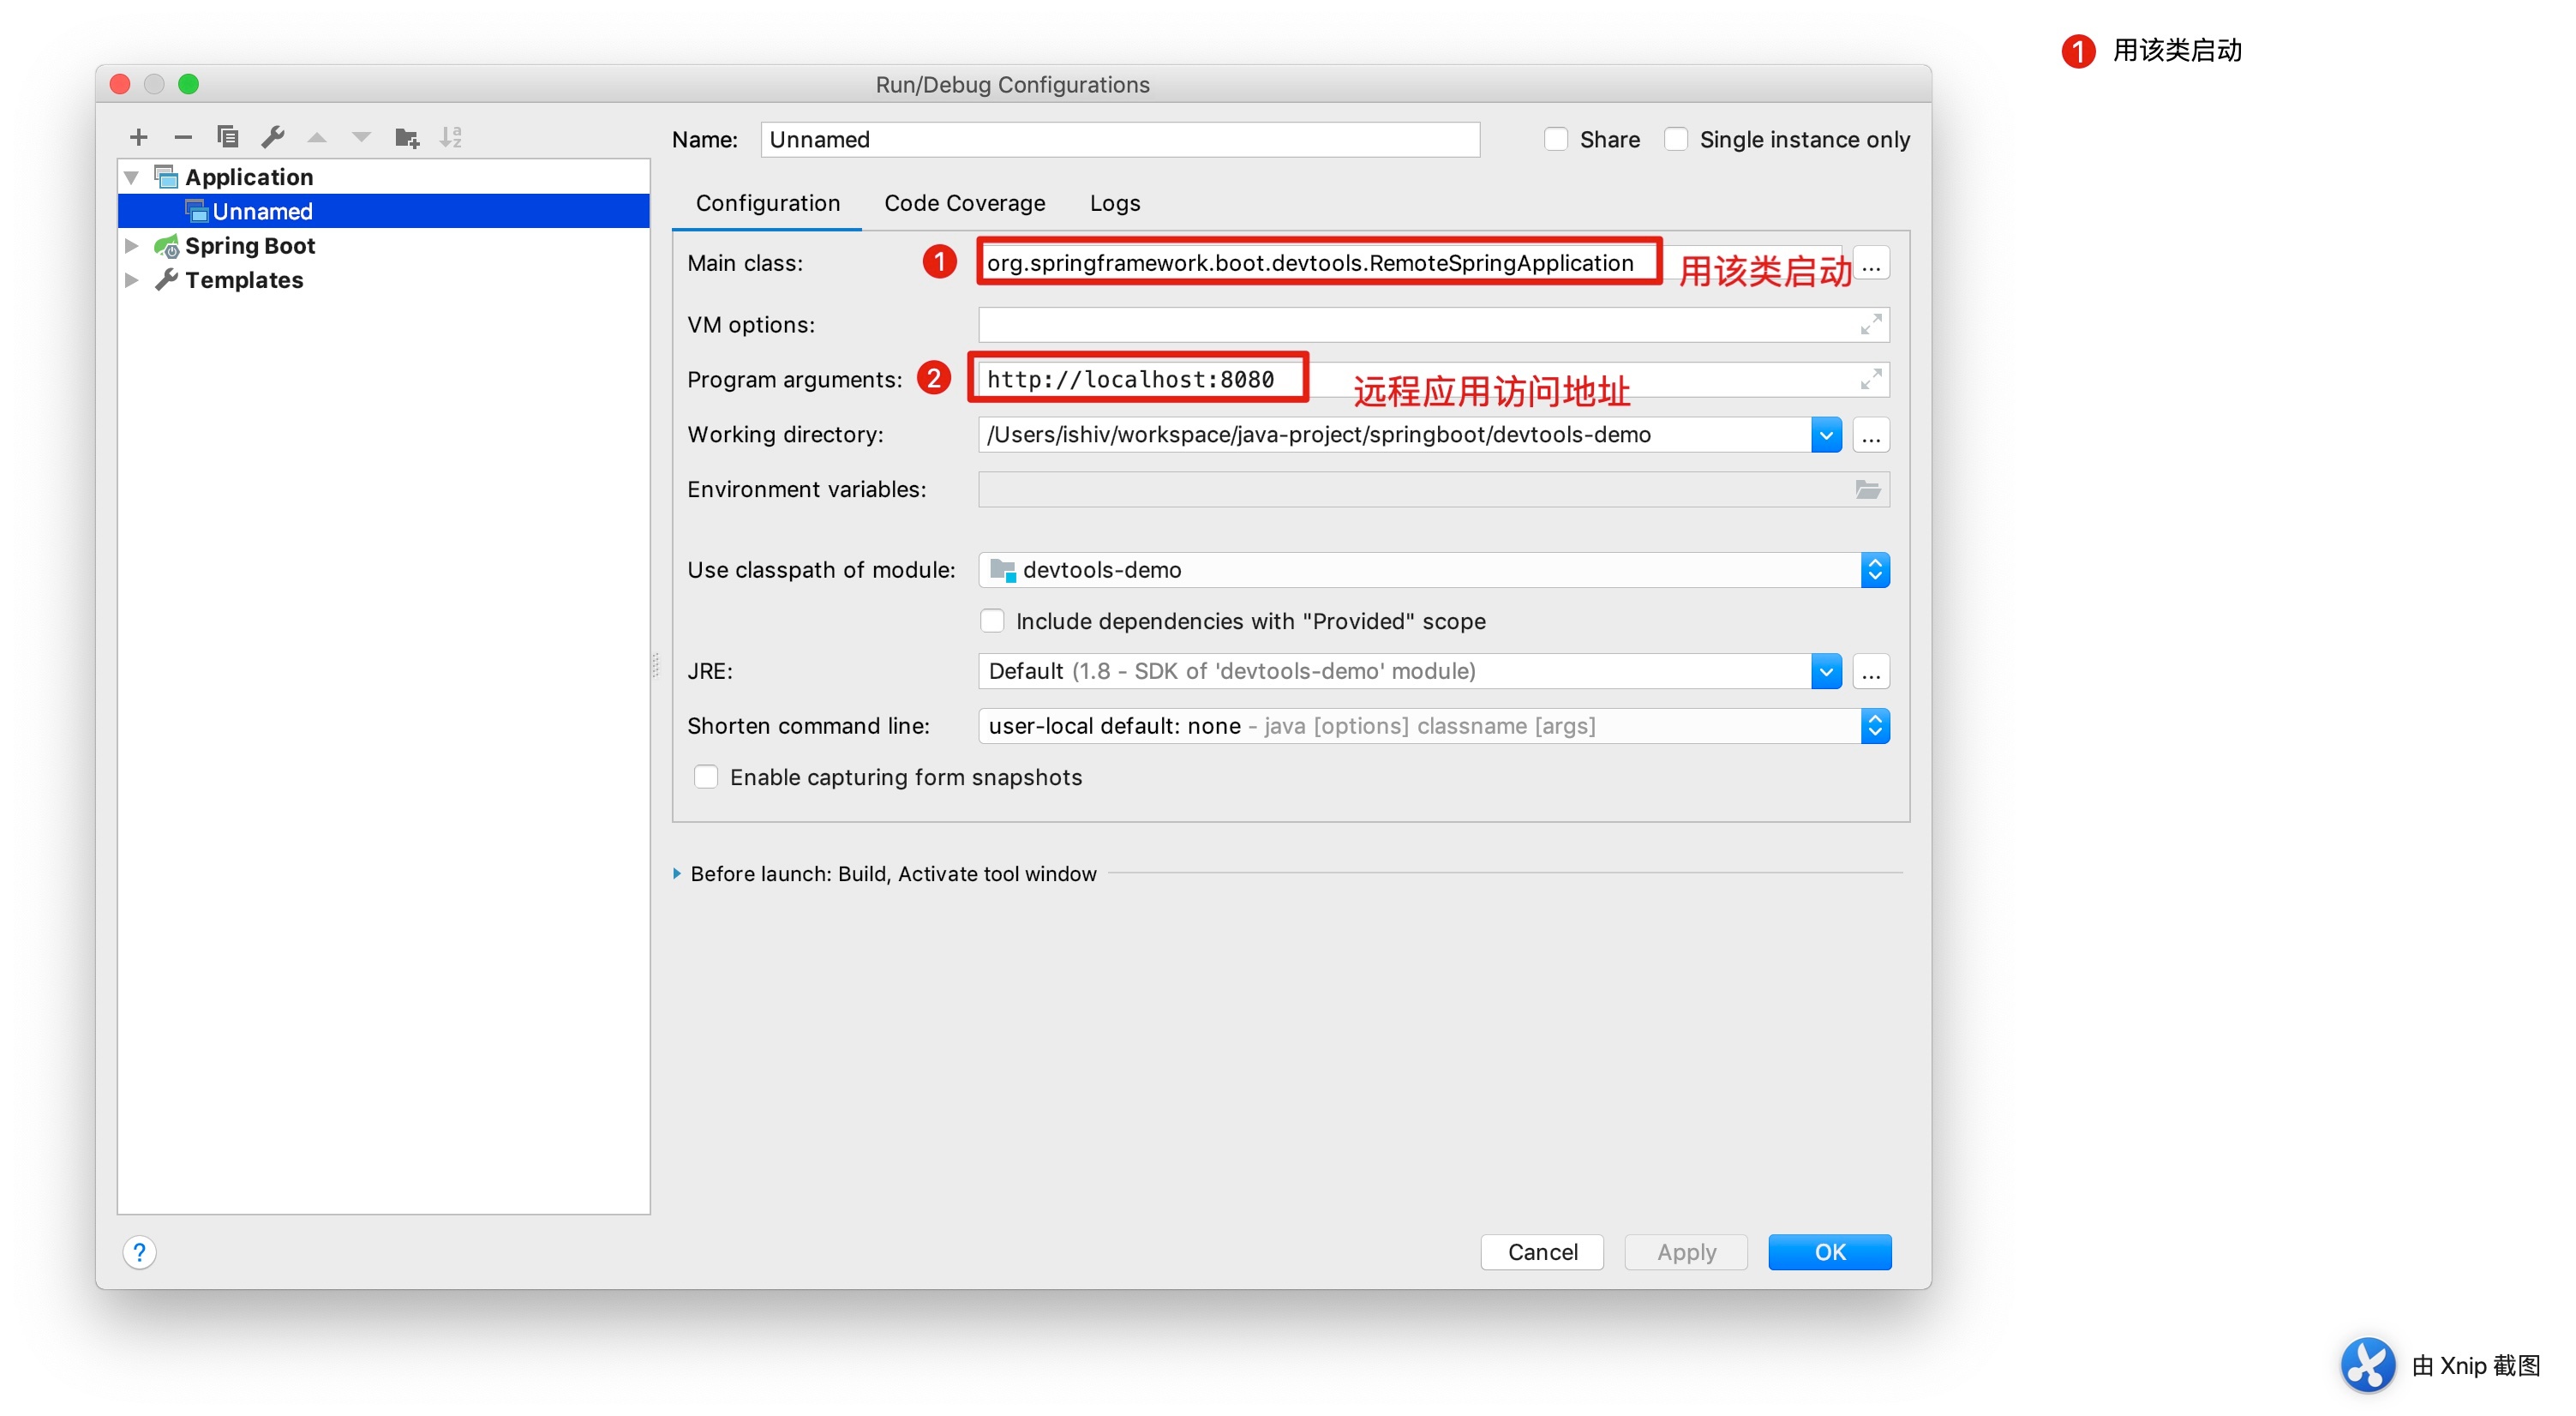 ❶ 用该类启动
Run/Debug Configurations
Name: Unnamed Share Single instance only
Application
Unnamed
Spring Boot
Templates
Configuration Code Coverage Logs
Main class: ❶ org.springframework.boot.devtools.RemoteSpringApplication 用该类启动 ...
VM options:
Program arguments: ❷ http://localhost:8080 远程应用访问地址
Working directory: /Users/ishiv/workspace/java-project/springboot/devtools-demo ...
Environment variables:
Use classpath of module: devtools-demo
Include dependencies with "Provided" scope
JRE: Default (1.8 - SDK of 'devtools-demo' module) ...
Shorten command line: user-local default: none - java [options] classname [args]
Enable capturing form snapshots
Before launch: Build, Activate tool window
? Cancel Apply OK
由 Xnip 截图